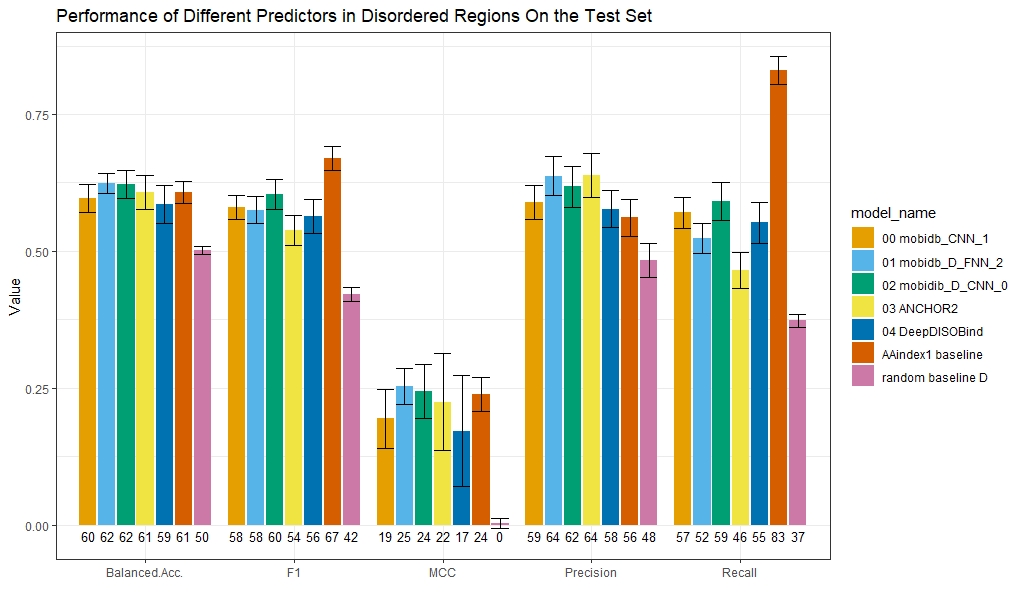 Performance of Different Predictors in Disordered Regions On the Test Set
Value
0.75
0.50
0.25
0.00
60 62 62 61 59 61 50
58 58 60 54 56 67 42
19 25 24 22 17 24 0
59 64 62 64 58 56 48
57 52 59 46 55 83 37
Balanced.Acc.
F1
MCC
Precision
Recall
model_name
00 mobidb_CNN_1
01 mobidb_D_FNN_2
02 mobidib_D_CNN_0
03 ANCHOR2
04 DeepDISOBind
AAindex1 baseline
random baseline D